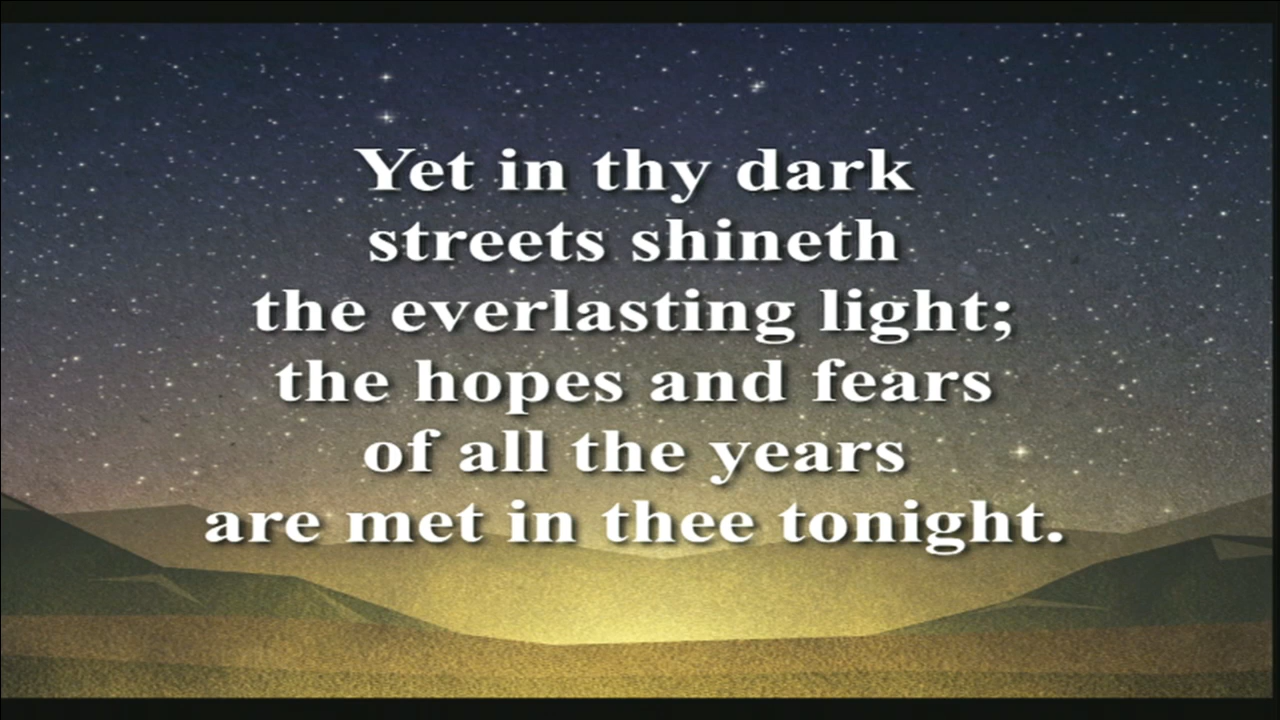 Yet in thy dark
streets shineth
the everlasting light;
the hopes and fears
of all the years
are met in thee tonight.